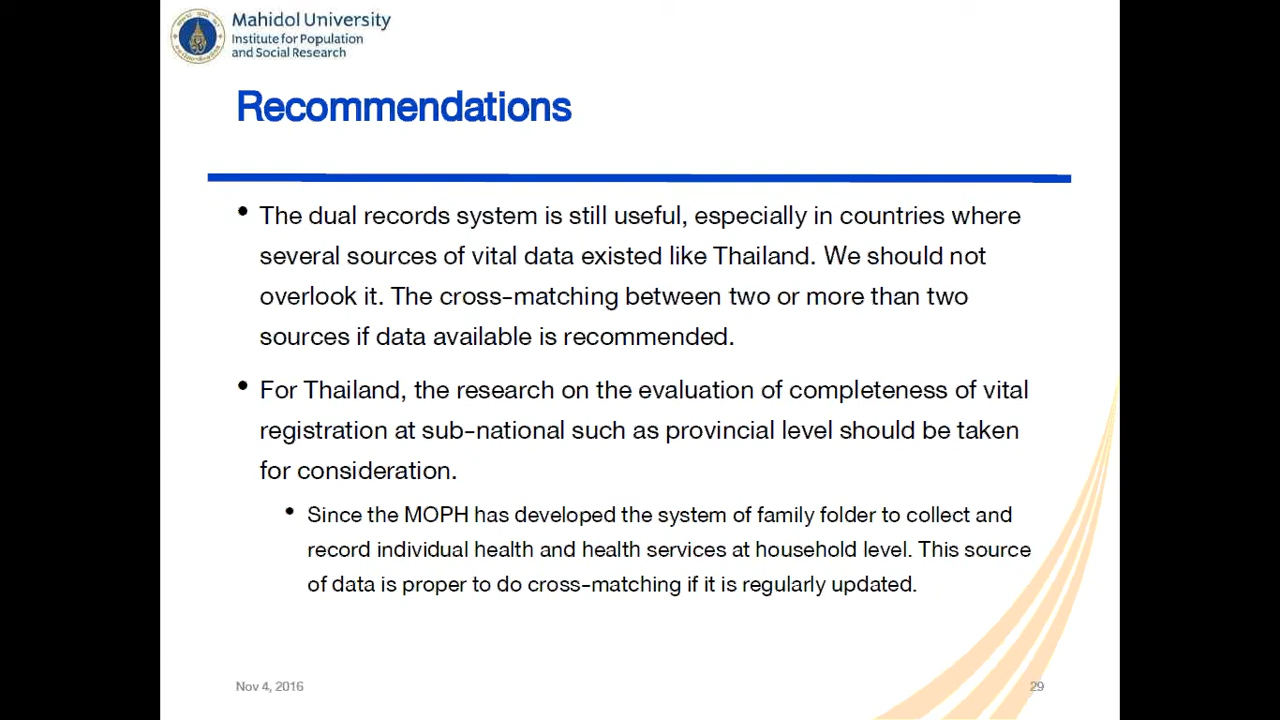 Mahidol University
Institute for Population
and Social Research
Recommendations
• The dual records system is still useful, especially in countries where
several sources of vital data existed like Thailand. We should not
overlook it. The cross-matching between two or more than two
sources if data available is recommended.
• For Thailand, the research on the evaluation of completeness of vital
registration at sub-national such as provincial level should be taken
for consideration.
• Since the MOPH has developed the system of family folder to collect and
record individual health and health services at household level. This source
of data is proper to do cross-matching if it is regularly updated.
Nov 4, 2016
29